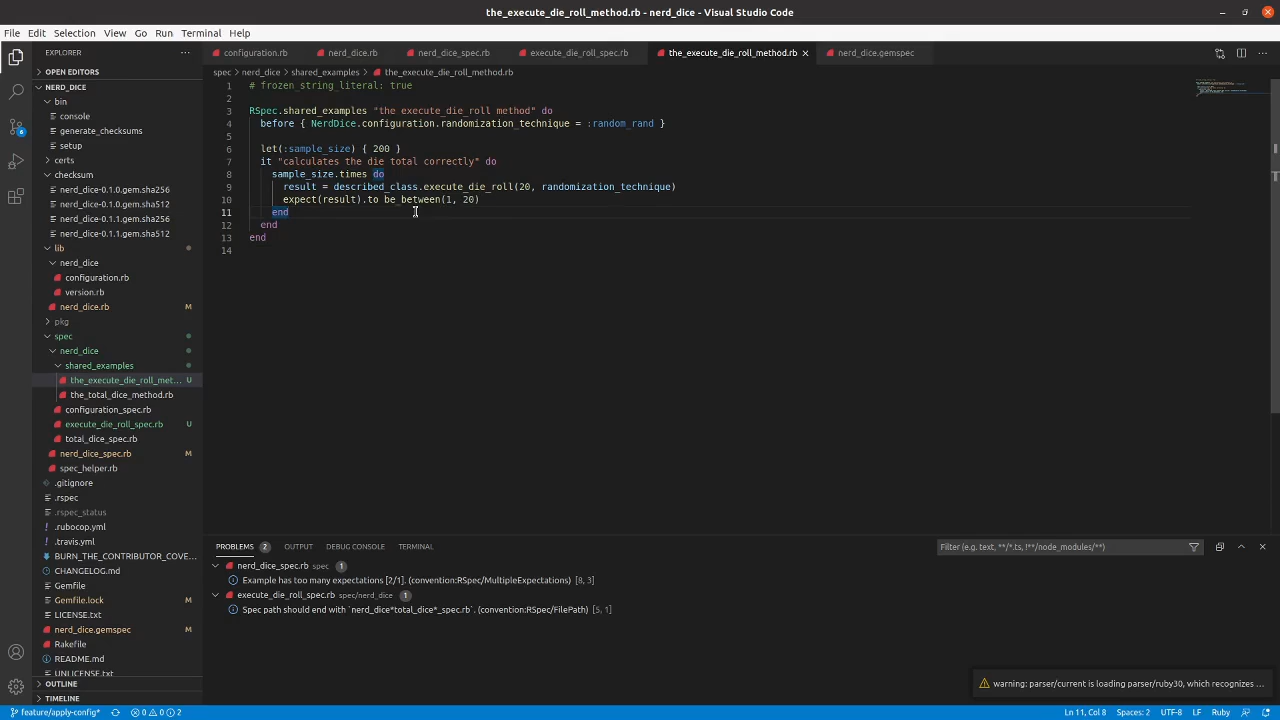 the_execute_die_roll_method.rb - nerd_dice - Visual Studio Code
File Edit Selection View Go Run Terminal Help
EXPLORER
configuration.rb nerd_dice.rb nerd_dice_spec.rb execute_die_roll_spec.rb the_execute_die_roll_method.rb nerd_dice.gemspec
OPEN EDITORS
spec > nerd_dice > shared_examples > the_execute_die_roll_method.rb
NERD_DICE
bin
console
generate_checksums
setup
certs
checksum
nerd_dice-0.1.0.gem.sha256
nerd_dice-0.1.0.gem.sha512
nerd_dice-0.1.1.gem.sha256
nerd_dice-0.1.1.gem.sha512
lib
nerd_dice
configuration.rb
version.rb
nerd_dice.rb M
pkg
spec
nerd_dice
shared_examples
the_execute_die_roll_met... U
the_total_dice_method.rb
configuration_spec.rb
execute_die_roll_spec.rb U
total_dice_spec.rb
nerd_dice_spec.rb M
spec_helper.rb
.gitignore
.rspec
.rspec_status
.rubocop.yml
.travis.yml
BURN_THE_CONTRIBUTOR_COVE...
CHANGELOG.md
Gemfile
Gemfile.lock
LICENSE.txt
nerd_dice.gemspec M
Rakefile
README.md
UNLICENSE.txt
OUTLINE
TIMELINE
6
1 # frozen_string_literal: true
2
3 RSpec.shared_examples "the execute_die_roll method" do
4 before { NerdDice.configuration.randomization_technique = :random_rand }
5
6 let(:sample_size) { 200 }
7 it "calculates the die total correctly" do
8 sample_size.times do
9 result = described_class.execute_die_roll(20, randomization_technique)
10 expect(result).to be_between(1, 20)
11 end
12 end
13 end
14
PROBLEMS 2 OUTPUT DEBUG CONSOLE TERMINAL
Filter (e.g. text, **/*.ts, !**/node_modules/**)
nerd_dice_spec.rb spec 1
Example has too many expectations [2/1]. (convention:RSpec/MultipleExpectations) [8, 3]
execute_die_roll_spec.rb spec/nerd_dice 1
Spec path should end with `nerd_dice*total_dice*_spec.rb`. (convention:RSpec/FilePath) [5, 1]
warning: parser/current is loading parser/ruby30, which recognizes ...
feature/apply-config* 0 0 2
Ln 11, Col 8 Spaces: 2 UTF-8 LF Ruby